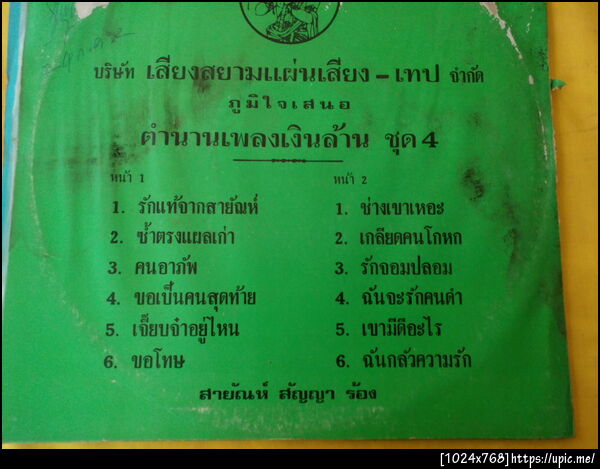 บริษัท เสียงสยามแผ่นเสียง – เทป จำกัด
ภูมิใจเสนอ
ตำนานเพลงเงินล้าน ชุด 4
หน้า 1
1. รักแท้จากสายัณห์
2. ซ้ำตรงแผลเก่า
3. คนอาภัพ
4. ขอเป็นคนสุดท้าย
5. เจี๊ยบจ๋าอยู่ไหน
6. ขอโทษ
หน้า 2
1. ช่างเขาเหอะ
2. เกลียดคนโกหก
3. รักจอมปลอม
4. ฉันจะรักคนดำ
5. เขามีดีอะไร
6. ฉันกลัวความรัก
สายัณห์ สัญญา ร้อง
[1024x768]https://upic.me/